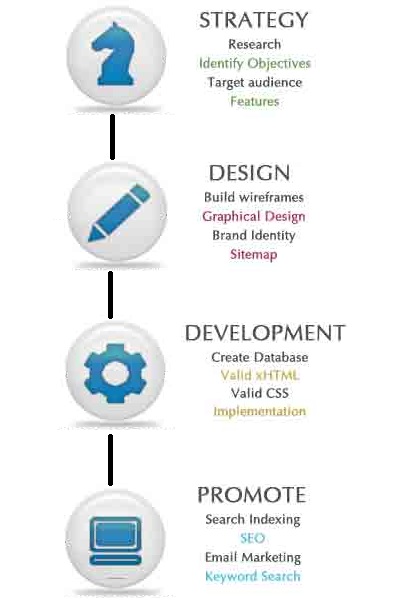 STRATEGY
Research
Identify Objectives
Target audience
Features
DESIGN
Build wireframes
Graphical Design
Brand Identity
Sitemap
DEVELOPMENT
Create Database
Valid xHTML
Valid CSS
Implementation
PROMOTE
Search Indexing
SEO
Email Marketing
Keyword Search